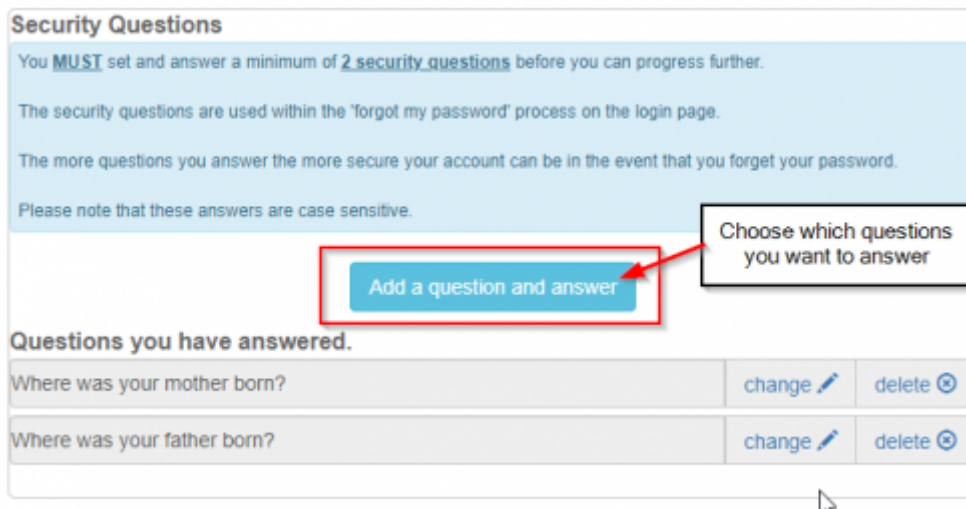 Security Questions
You MUST set and answer a minimum of 2 security questions before you can progress further.
The security questions are used within the 'forgot my password' process on the login page.
The more questions you answer the more secure your account can be in the event that you forget your password.
Please note that these answers are case sensitive.
Choose which questions
you want to answer
Add a question and answer
Questions you have answered.
Where was your mother born? change delete
Where was your father born? change delete